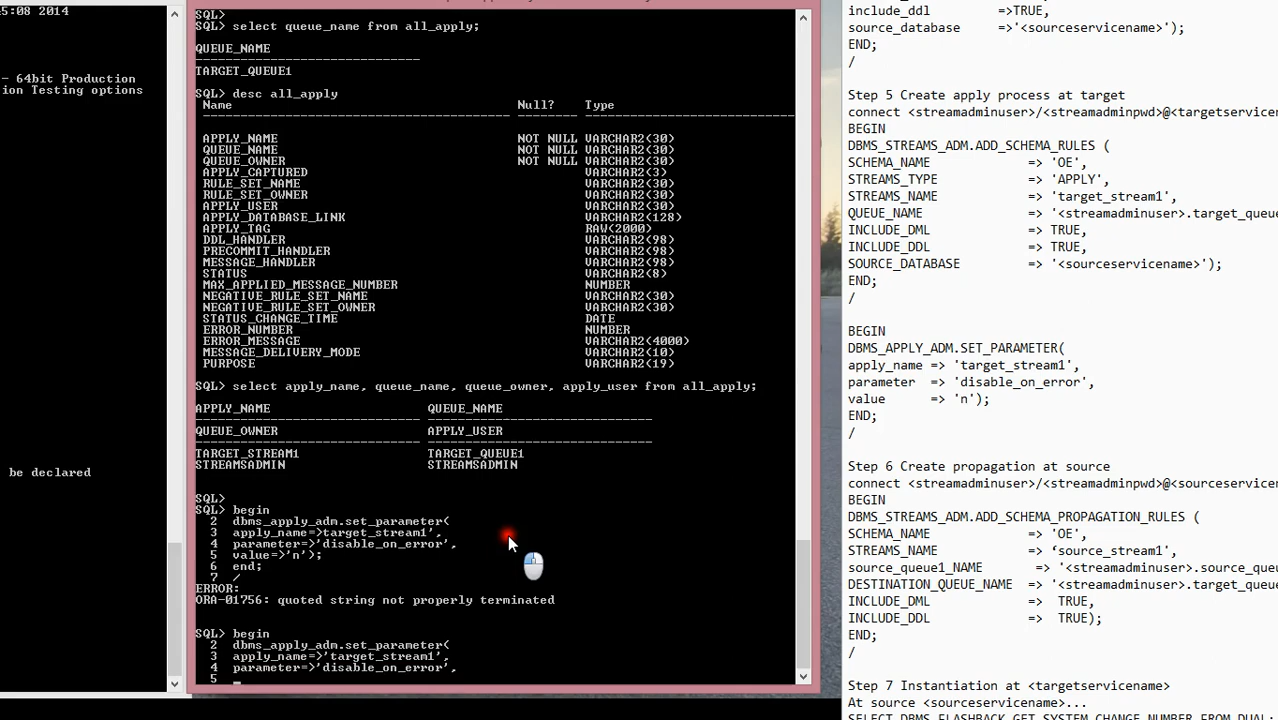 5:08 2014
- 64bit Production
ion Testing options
be declared
SQL>
SQL> select queue_name from all_apply;
QUEUE_NAME
------------------------------
TARGET_QUEUE1
SQL> desc all_apply
Name Null? Type
----------------------------------------- -------- ----------------------------
APPLY_NAME NOT NULL VARCHAR2(30)
QUEUE_NAME NOT NULL VARCHAR2(30)
QUEUE_OWNER NOT NULL VARCHAR2(30)
APPLY_CAPTURED VARCHAR2(3)
RULE_SET_NAME VARCHAR2(30)
RULE_SET_OWNER VARCHAR2(30)
APPLY_USER VARCHAR2(30)
APPLY_DATABASE_LINK VARCHAR2(128)
APPLY_TAG RAW(2000)
DDL_HANDLER VARCHAR2(98)
PRECOMMIT_HANDLER VARCHAR2(98)
MESSAGE_HANDLER VARCHAR2(98)
STATUS VARCHAR2(8)
MAX_APPLIED_MESSAGE_NUMBER NUMBER
NEGATIVE_RULE_SET_NAME VARCHAR2(30)
NEGATIVE_RULE_SET_OWNER VARCHAR2(30)
STATUS_CHANGE_TIME DATE
ERROR_NUMBER NUMBER
ERROR_MESSAGE VARCHAR2(4000)
MESSAGE_DELIVERY_MODE VARCHAR2(10)
PURPOSE VARCHAR2(19)
SQL> select apply_name, queue_name, queue_owner, apply_user from all_apply;
APPLY_NAME QUEUE_NAME
------------------------------ ------------------------------
QUEUE_OWNER APPLY_USER
------------------------------ ------------------------------
TARGET_STREAM1 TARGET_QUEUE1
STREAMSADMIN STREAMSADMIN
SQL>
SQL> begin
2 dbms_apply_adm.set_parameter(
3 apply_name=>target_stream1',
4 parameter=>'disable_on_error',
5 value=>'n');
6 end;
7 /
ERROR:
ORA-01756: quoted string not properly terminated
SQL> begin
2 dbms_apply_adm.set_parameter(
3 apply_name=>'target_stream1',
4 parameter=>'disable_on_error',
5
include_ddl =>TRUE,
source_database =>'<sourceservice>');
END;
/
Step 5 Create apply process at target
connect <streamadminuser>/<streamadminpwd>@<targetservic
BEGIN
DBMS_STREAMS_ADM.ADD_SCHEMA_RULES (
SCHEMA_NAME => 'OE',
STREAMS_TYPE => 'APPLY',
STREAMS_NAME => 'target_stream1',
QUEUE_NAME => '<streamadminuser>.target_queue
INCLUDE_DML => TRUE,
INCLUDE_DDL => TRUE,
SOURCE_DATABASE => '<sourceservicename>');
END;
/
BEGIN
DBMS_APPLY_ADM.SET_PARAMETER(
apply_name => 'target_stream1',
parameter => 'disable_on_error',
value => 'n');
END;
/
Step 6 Create propagation at source
connect <streamadminuser>/<streamadminpwd>@<sourceservic
BEGIN
DBMS_STREAMS_ADM.ADD_SCHEMA_PROPAGATION_RULES (
SCHEMA_NAME => 'OE',
STREAMS_NAME => ‘source_stream1',
source_queue1_NAME => '<streamadminuser>.source_qu
DESTINATION_QUEUE_NAME => '<streamadminuser>.target_qu
INCLUDE_DML => TRUE,
INCLUDE_DDL => TRUE);
END;
/
Step 7 Instantiation at <targetservicename>
At source <sourceservicename>...
SELECT DBMS_FLASHBACK.GET_SYSTEM_CHANGE_NUMBER FROM DUAL;